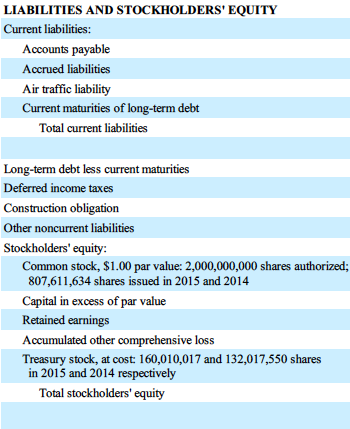 LIABILITIES AND STOCKHOLDERS' EQUITY
Current liabilities:
Accounts payable
Accrued liabilities
Air traffic liability
Current maturities of long-term debt
Total current liabilities
Long-term debt less current maturities
Deferred income taxes
Construction obligation
Other noncurrent liabilities
Stockholders' equity:
Common stock, $1.00 par value: 2,000,000,000 shares authorized;
807,611,634 shares issued in 2015 and 2014
Capital in excess of par value
Retained earnings
Accumulated other comprehensive loss
Treasury stock, at cost: 160,010,017 and 132,017,550 shares
in 2015 and 2014 respectively
Total stockholders' equity